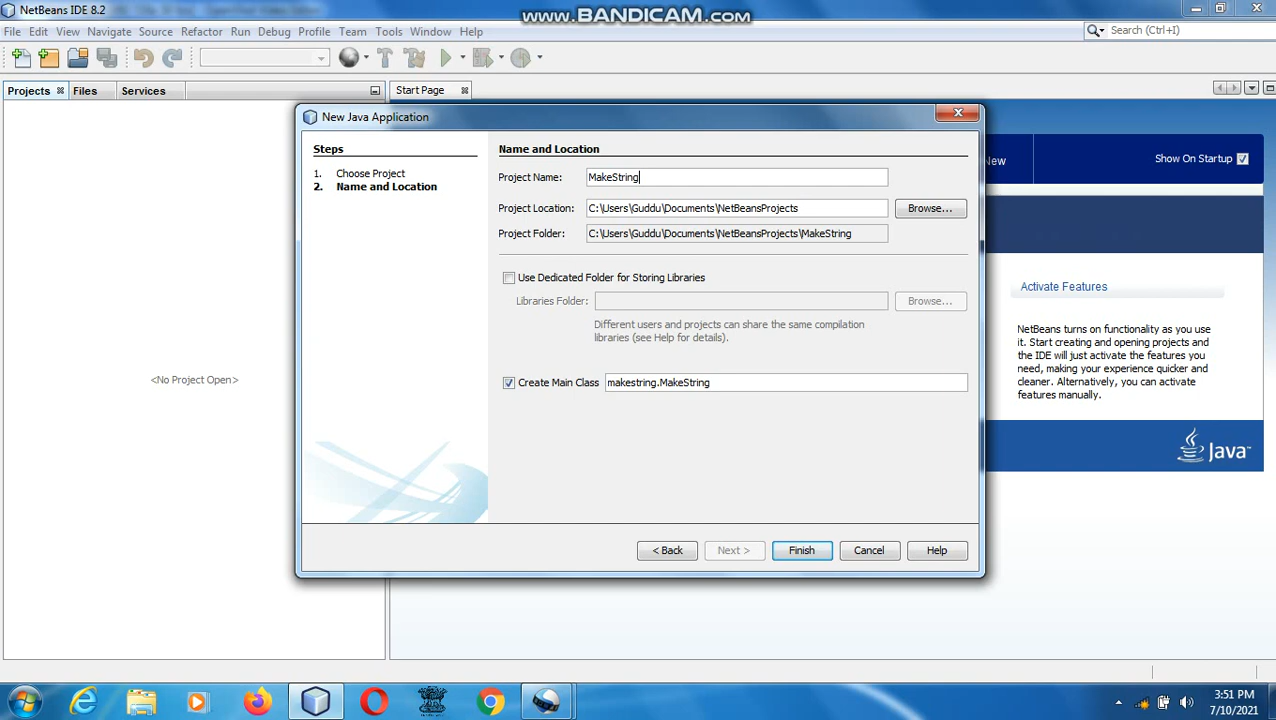 NetBeans IDE 8.2
www.BANDICAM.com
File Edit View Navigate Source Refactor Run Debug Profile Team Tools Window Help
Search (Ctrl+I)
Projects Files Services
Start Page
New Java Application
Steps
1. Choose Project
2. Name and Location
Name and Location
Project Name: MakeString
Project Location: C:\Users\Guddu\Documents\NetBeansProjects Browse...
Project Folder: C:\Users\Guddu\Documents\NetBeansProjects\MakeString
Use Dedicated Folder for Storing Libraries
Libraries Folder: Browse...
Different users and projects can share the same compilation
libraries (see Help for details).
Create Main Class makestring.MakeString
< Back Next > Finish Cancel Help
<No Project Open>
New
Show On Startup
Activate Features
NetBeans turns on functionality as you use
it. Start creating and opening projects and
the IDE will just activate the features you
need, making your experience quicker and
cleaner. Alternatively, you can activate
features manually.
Java
3:51 PM
7/10/2021